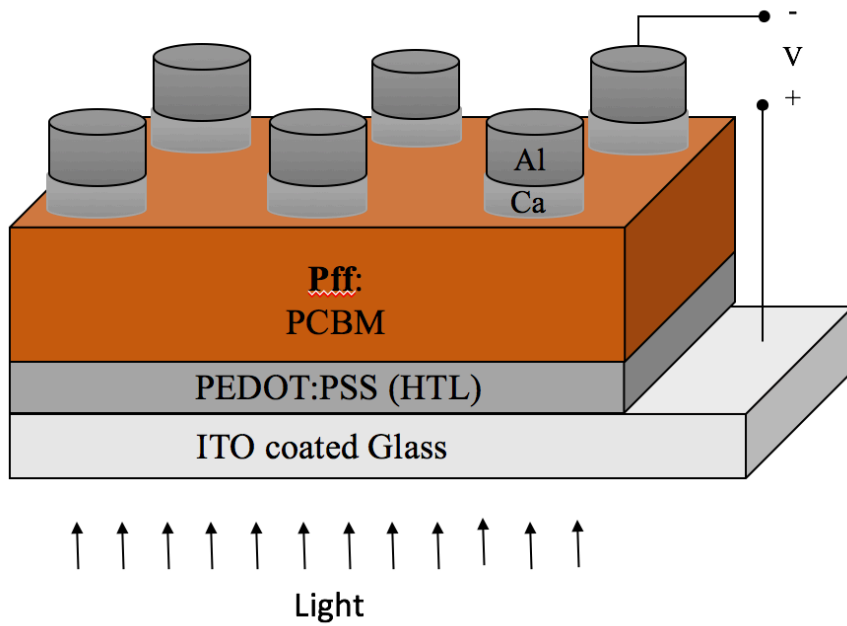 -
V
+
Al
Ca
Pff:
PCBM
PEDOT:PSS (HTL)
ITO coated Glass
Light